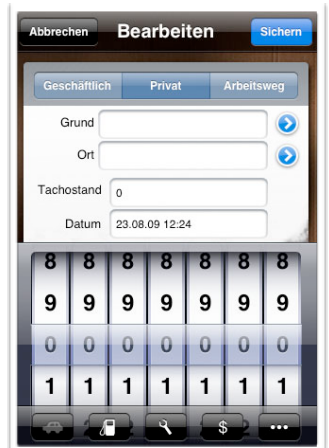 Abbrechen Bearbeiten Sichern
Geschäftlich Privat Arbeitsweg
Grund
Ort
Tachostand 0
Datum 23.08.09 12:24
8 8 8 8 8 8 8
9 9 9 9 9 9 9
0 0 0 0 0 0 0
1 1 1 1 1 1 1
$